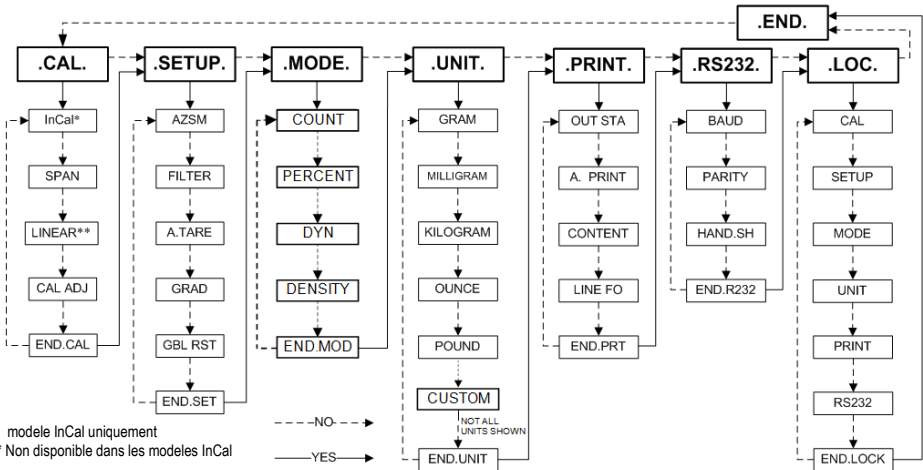 .END.
.CAL.
.SETUP.
.MODE.
.UNIT.
.PRINT.
.RS232.
.LOC.
InCal*
SPAN
LINEAR**
CAL ADJ
END.CAL
AZSM
FILTER
A.TARE
GRAD
GBL RST
END.SET
COUNT
PERCENT
DYN
DENSITY
END.MOD
GRAM
MILLIGRAM
KILOGRAM
OUNCE
POUND
CUSTOM
NOT ALL
UNITS SHOWN
END.UNIT
OUT STA
A. PRINT
CONTENT
LINE FO
END.PRT
BAUD
PARITY
HAND.SH
END.R232
CAL
SETUP
MODE
UNIT
PRINT
RS232
END.LOCK
modele InCal uniquement
* Non disponible dans les modeles InCal
NO
YES